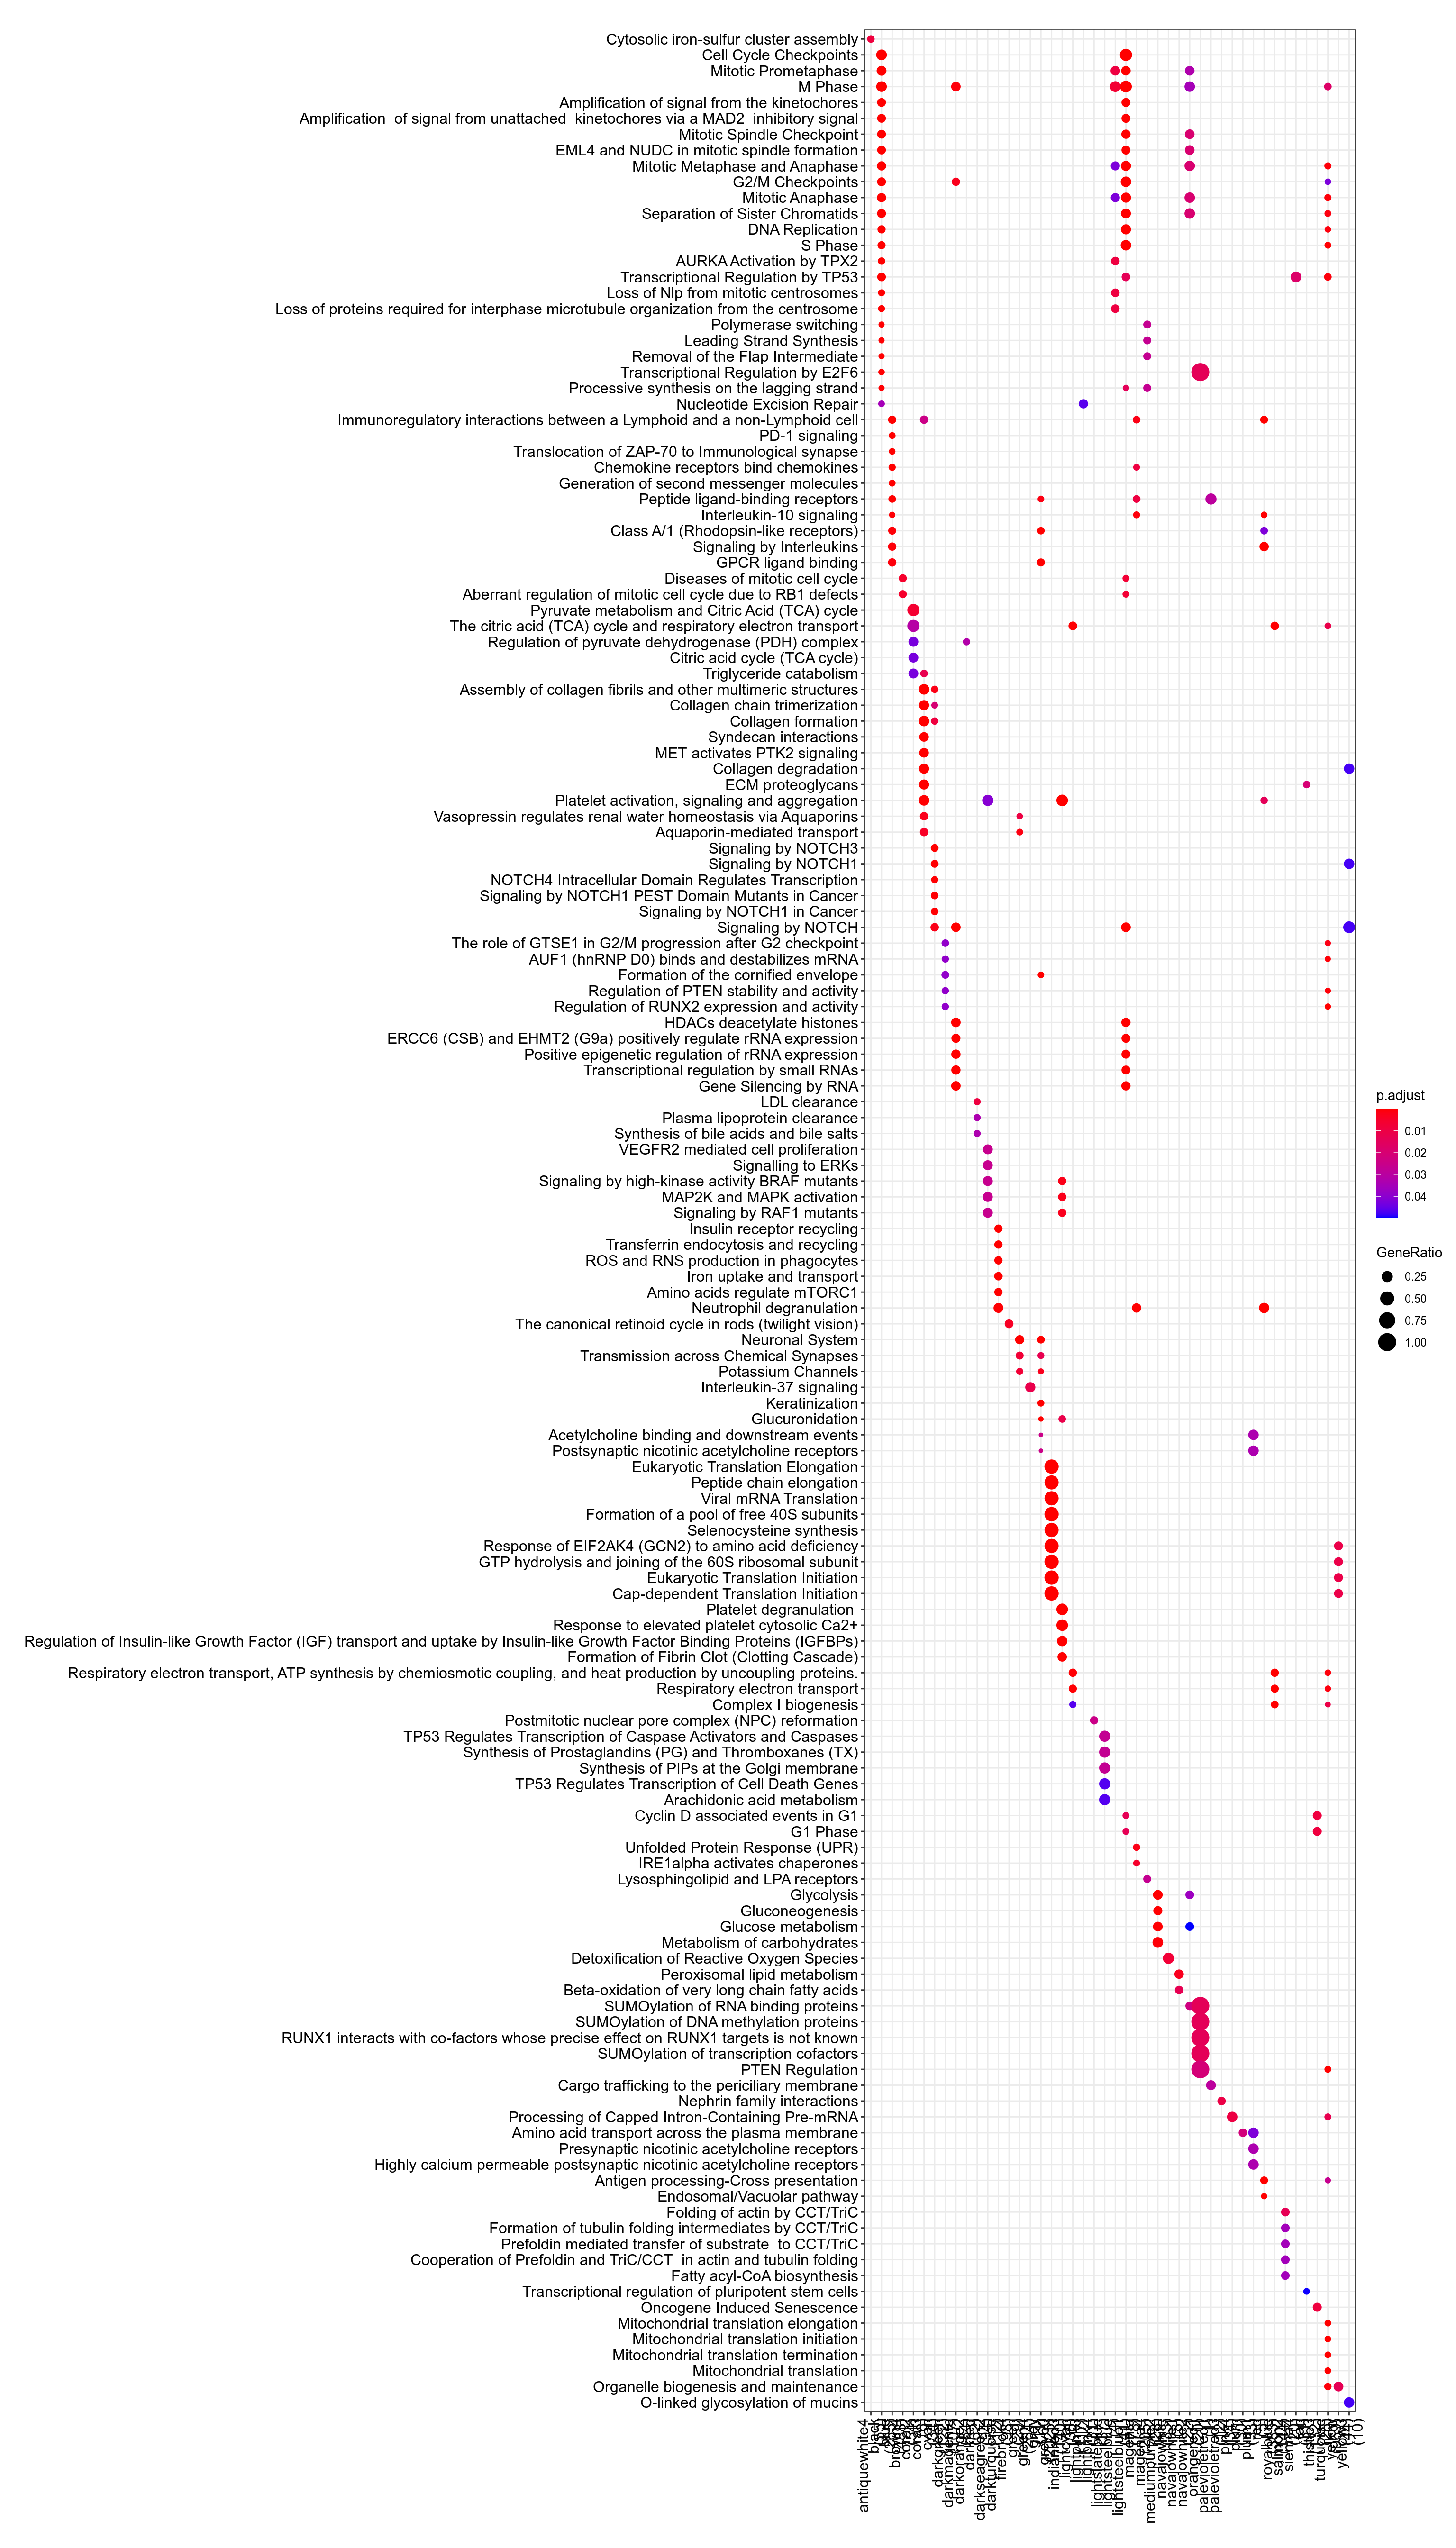 Cytosolic iron-sulfur cluster assembly
Cell Cycle Checkpoints
Mitotic Prometaphase
M Phase
Amplification of signal from the kinetochores
Amplification  of signal from unattached  kinetochores via a MAD2  inhibitory signal
Mitotic Spindle Checkpoint
EML4 and NUDC in mitotic spindle formation
Mitotic Metaphase and Anaphase
G2/M Checkpoints
Mitotic Anaphase
Separation of Sister Chromatids
DNA Replication
S Phase
AURKA Activation by TPX2
Transcriptional Regulation by TP53
Loss of Nlp from mitotic centrosomes
Loss of proteins required for interphase microtubule organization from the centrosome
Polymerase switching
Leading Strand Synthesis
Removal of the Flap Intermediate
Transcriptional Regulation by E2F6
Processive synthesis on the lagging strand
Nucleotide Excision Repair
Immunoregulatory interactions between a Lymphoid and a non-Lymphoid cell
PD-1 signaling
Translocation of ZAP-70 to Immunological synapse
Chemokine receptors bind chemokines
Generation of second messenger molecules
Peptide ligand-binding receptors
Interleukin-10 signaling
Class A/1 (Rhodopsin-like receptors)
Signaling by Interleukins
GPCR ligand binding
Diseases of mitotic cell cycle
Aberrant regulation of mitotic cell cycle due to RB1 defects
Pyruvate metabolism and Citric Acid (TCA) cycle
The citric acid (TCA) cycle and respiratory electron transport
Regulation of pyruvate dehydrogenase (PDH) complex
Citric acid cycle (TCA cycle)
Triglyceride catabolism
Assembly of collagen fibrils and other multimeric structures
Collagen chain trimerization
Collagen formation
Syndecan interactions
MET activates PTK2 signaling
Collagen degradation
ECM proteoglycans
Platelet activation, signaling and aggregation
Vasopressin regulates renal water homeostasis via Aquaporins
Aquaporin-mediated transport
Signaling by NOTCH3
Signaling by NOTCH1
NOTCH4 Intracellular Domain Regulates Transcription
Signaling by NOTCH1 PEST Domain Mutants in Cancer
Signaling by NOTCH1 in Cancer
Signaling by NOTCH
The role of GTSE1 in G2/M progression after G2 checkpoint
AUF1 (hnRNP D0) binds and destabilizes mRNA
Formation of the cornified envelope
Regulation of PTEN stability and activity
Regulation of RUNX2 expression and activity
HDACs deacetylate histones
ERCC6 (CSB) and EHMT2 (G9a) positively regulate rRNA expression
Positive epigenetic regulation of rRNA expression
Transcriptional regulation by small RNAs
Gene Silencing by RNA
LDL clearance
Plasma lipoprotein clearance
Synthesis of bile acids and bile salts
VEGFR2 mediated cell proliferation
Signalling to ERKs
Signaling by high-kinase activity BRAF mutants
MAP2K and MAPK activation
Signaling by RAF1 mutants
Insulin receptor recycling
Transferrin endocytosis and recycling
ROS and RNS production in phagocytes
Iron uptake and transport
Amino acids regulate mTORC1
Neutrophil degranulation
The canonical retinoid cycle in rods (twilight vision)
Neuronal System
Transmission across Chemical Synapses
Potassium Channels
Interleukin-37 signaling
Keratinization
Glucuronidation
Acetylcholine binding and downstream events
Postsynaptic nicotinic acetylcholine receptors
Eukaryotic Translation Elongation
Peptide chain elongation
Viral mRNA Translation
Formation of a pool of free 40S subunits
Selenocysteine synthesis
Response of EIF2AK4 (GCN2) to amino acid deficiency
GTP hydrolysis and joining of the 60S ribosomal subunit
Eukaryotic Translation Initiation
Cap-dependent Translation Initiation
Platelet degranulation
Response to elevated platelet cytosolic Ca2+
Regulation of Insulin-like Growth Factor (IGF) transport and uptake by Insulin-like Growth Factor Binding Proteins (IGFBPs)
Formation of Fibrin Clot (Clotting Cascade)
Respiratory electron transport, ATP synthesis by chemiosmotic coupling, and heat production by uncoupling proteins.
Respiratory electron transport
Complex I biogenesis
Postmitotic nuclear pore complex (NPC) reformation
TP53 Regulates Transcription of Caspase Activators and Caspases
Synthesis of Prostaglandins (PG) and Thromboxanes (TX)
Synthesis of PIPs at the Golgi membrane
TP53 Regulates Transcription of Cell Death Genes
Arachidonic acid metabolism
Cyclin D associated events in G1
G1 Phase
Unfolded Protein Response (UPR)
IRE1alpha activates chaperones
Lysosphingolipid and LPA receptors
Glycolysis
Gluconeogenesis
Glucose metabolism
Metabolism of carbohydrates
Detoxification of Reactive Oxygen Species
Peroxisomal lipid metabolism
Beta-oxidation of very long chain fatty acids
SUMOylation of RNA binding proteins
SUMOylation of DNA methylation proteins
RUNX1 interacts with co-factors whose precise effect on RUNX1 targets is not known
SUMOylation of transcription cofactors
PTEN Regulation
Cargo trafficking to the periciliary membrane
Nephrin family interactions
Processing of Capped Intron-Containing Pre-mRNA
Amino acid transport across the plasma membrane
Presynaptic nicotinic acetylcholine receptors
Highly calcium permeable postsynaptic nicotinic acetylcholine receptors
Antigen processing-Cross presentation
Endosomal/Vacuolar pathway
Folding of actin by CCT/TriC
Formation of tubulin folding intermediates by CCT/TriC
Prefoldin mediated transfer of substrate  to CCT/TriC
Cooperation of Prefoldin and TriC/CCT  in actin and tubulin folding
Fatty acyl-CoA biosynthesis
Transcriptional regulation of pluripotent stem cells
Oncogene Induced Senescence
Mitochondrial translation elongation
Mitochondrial translation initiation
Mitochondrial translation termination
Mitochondrial translation
Organelle biogenesis and maintenance
O-linked glycosylation of mucins
p.adjust
0.01
0.02
0.03
0.04
GeneRatio
0.25
0.50
0.75
1.00
antiquewhite4
black
(10)